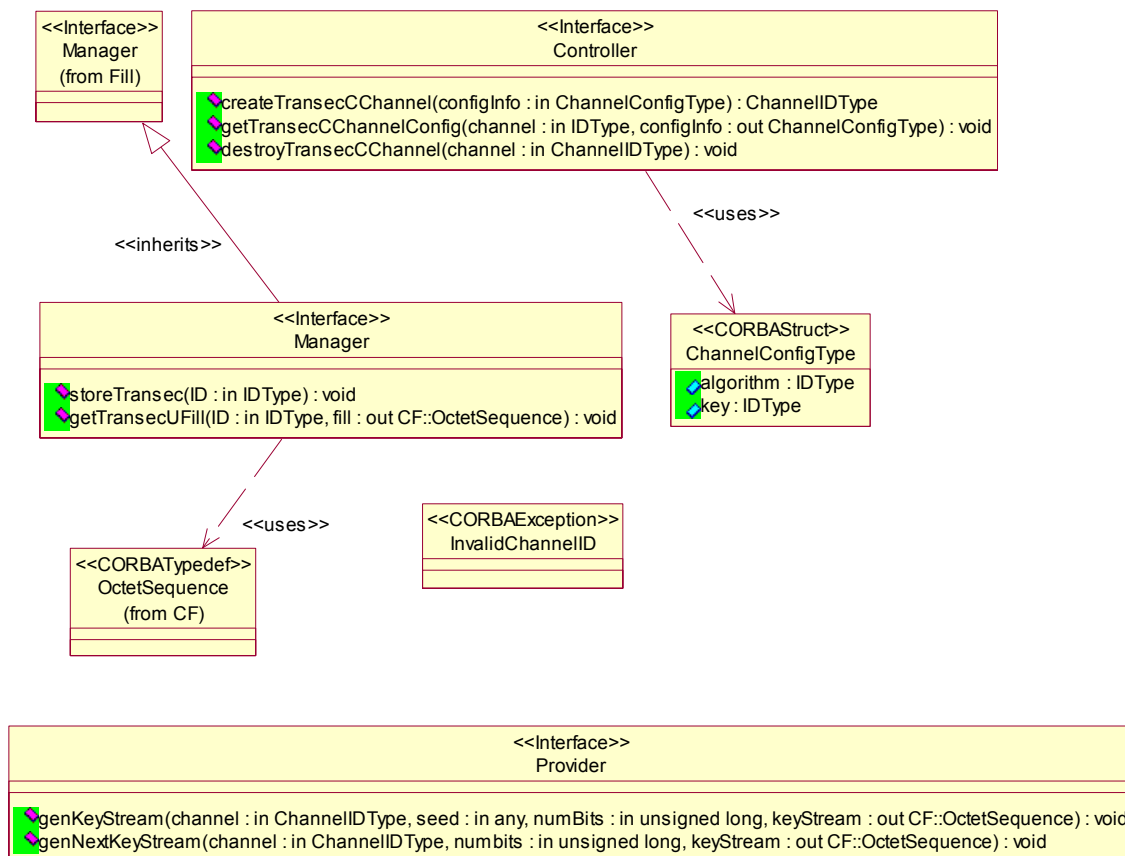 <<Interface>>
Manager
(from Fill)
<<Interface>>
Controller
createTransecCChannel(configInfo : in ChannelConfigType) : ChannelIDType
getTransecCChannelConfig(channel : in IDType, configInfo : out ChannelConfigType) : void
destroyTransecCChannel(channel : in ChannelIDType) : void
<<uses>>
<<inherits>>
<<Interface>>
Manager
storeTransec(ID : in IDType) : void
getTransecUFill(ID : in IDType, fill : out CF::OctetSequence) : void
<<CORBAStruct>>
ChannelConfigType
algorithm : IDType
key : IDType
<<uses>>
<<CORBAException>>
InvalidChannelID
<<CORBATypedef>>
OctetSequence
(from CF)
<<Interface>>
Provider
genKeyStream(channel : in ChannelIDType, seed : in any, numBits : in unsigned long, keyStream : out CF::OctetSequence) : void
genNextKeyStream(channel : in ChannelIDType, numbits : in unsigned long, keyStream : out CF::OctetSequence) : void